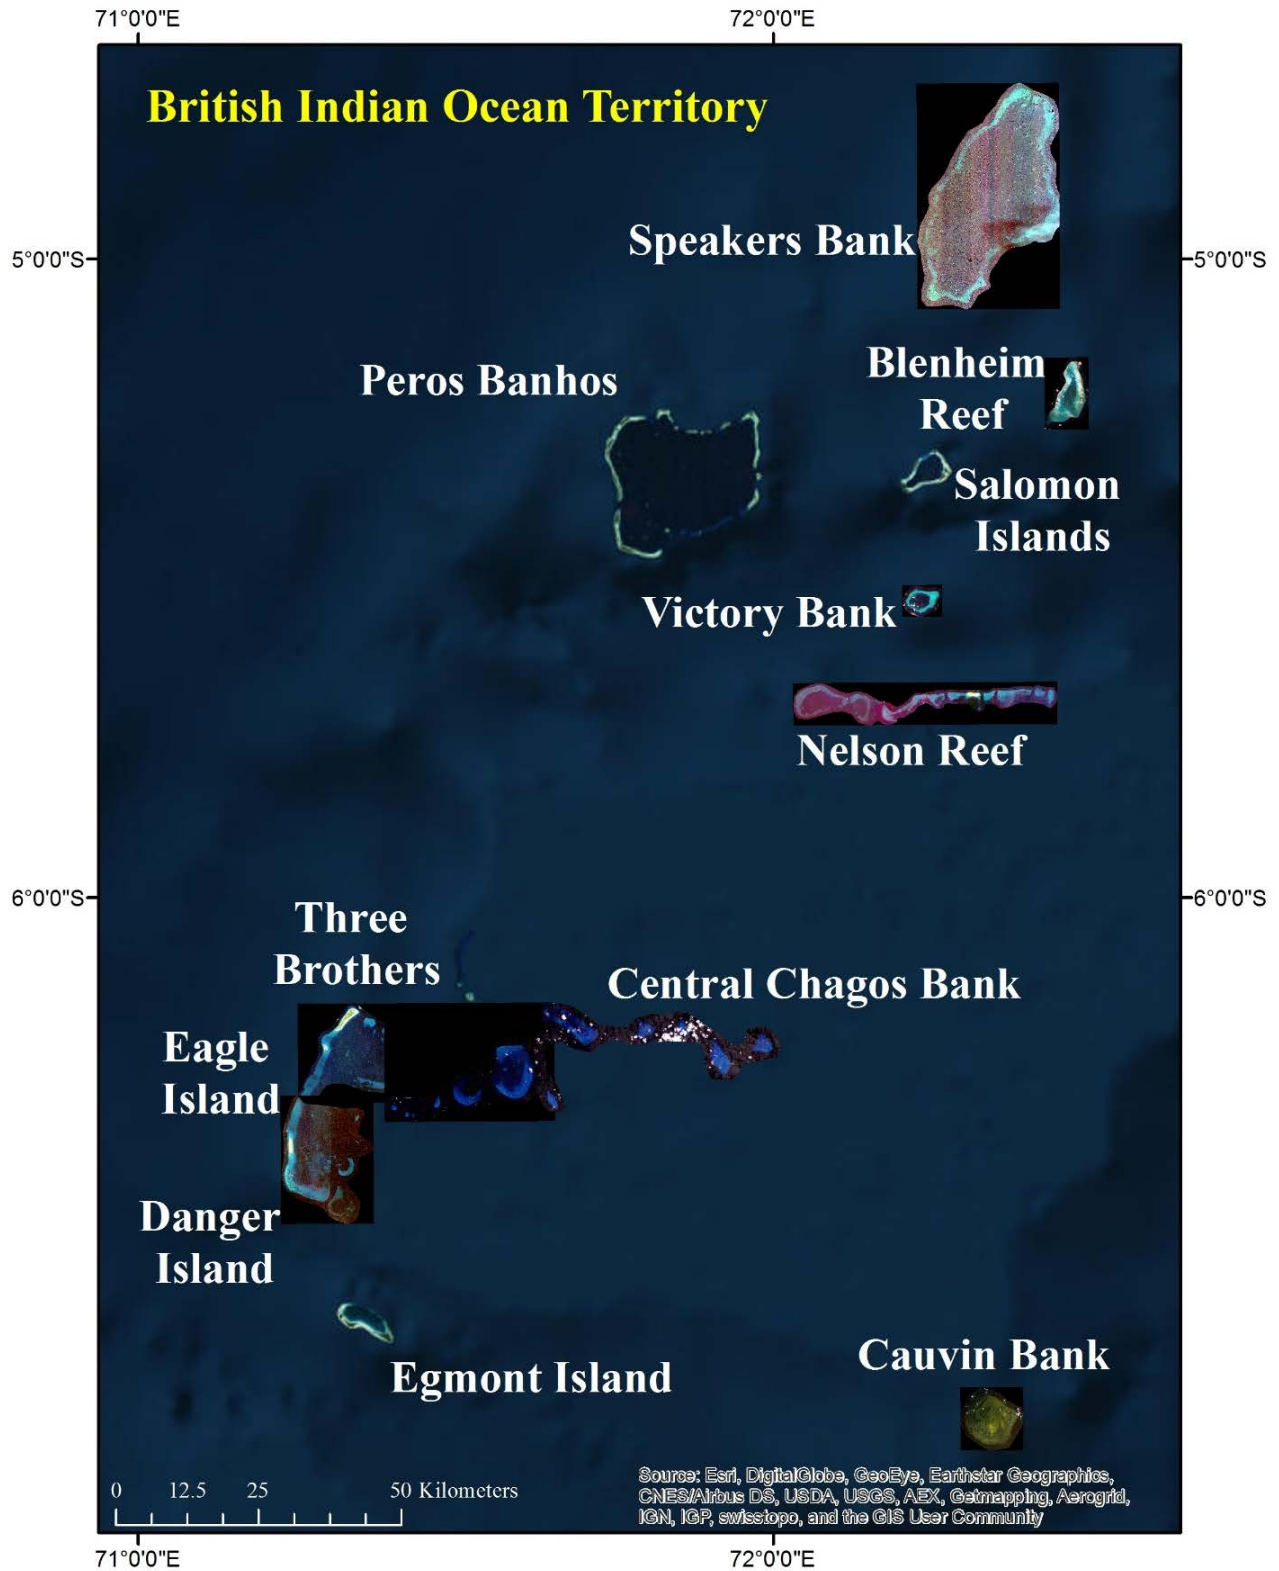 71°0'0"E
72°0'0"E
British Indian Ocean Territory
Speakers Bank
5°0'0"S
5°0'0"S
Blenheim
Reef
Peros Banhos
Salomon
Islands
Victory Bank
Nelson Reef
6°0'0"S
6°0'0"S
Three
Brothers
Central Chagos Bank
Eagle
Island
Danger
Island
Egmont Island
Cauvin Bank
0 12.5 25 50 Kilometers
Source: Esri, DigitalGlobe, GeoEye, Earthstar Geographics,
CNES/Airbus DS, USDA, USGS, AEX, Getmapping, Aerogrid,
IGN, IGP, swisstopo, and the GIS User Community
71°0'0"E
72°0'0"E